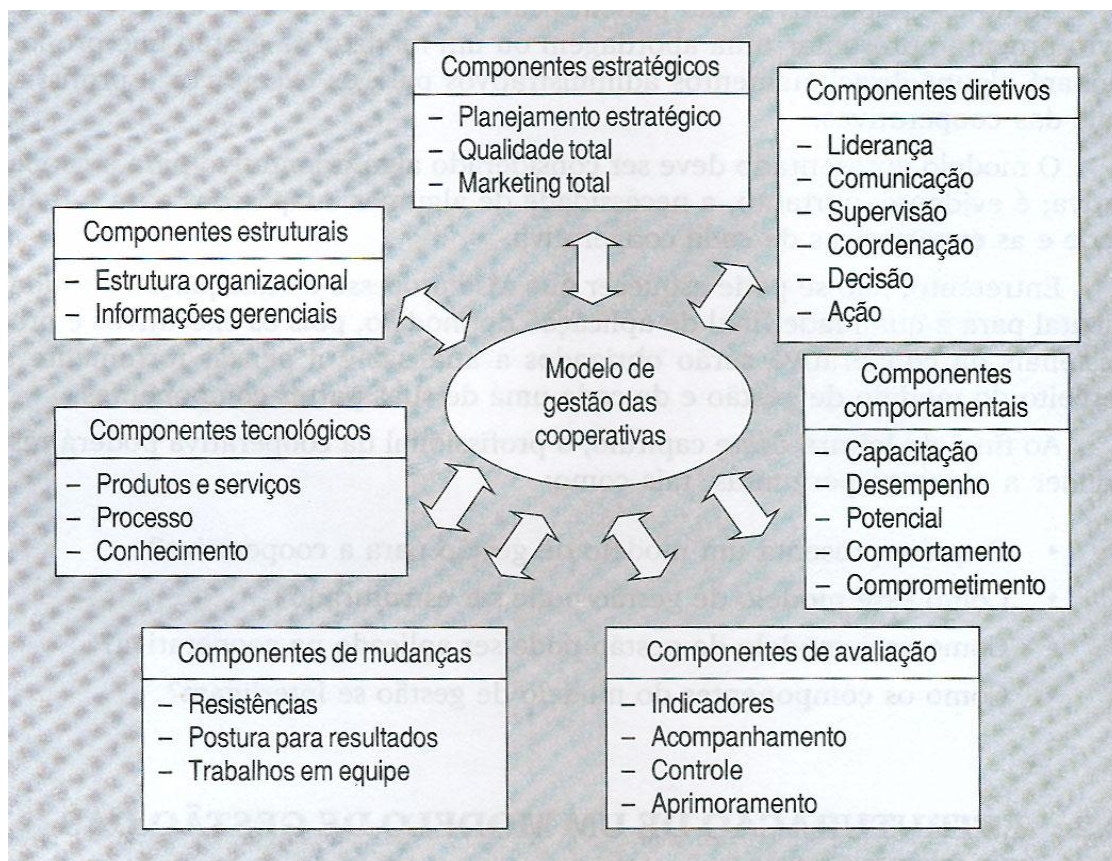 Componentes estratégicos
– Planejamento estratégico
– Qualidade total
– Marketing total
Componentes diretivos
– Liderança
– Comunicação
– Supervisão
– Coordenação
– Decisão
– Ação
Componentes estruturais
– Estrutura organizacional
– Informações gerenciais
Modelo de
gestão das
cooperativas
Componentes
comportamentais
– Capacitação
– Desempenho
– Potencial
– Comportamento
– Comprometimento
Componentes tecnológicos
– Produtos e serviços
– Processo
– Conhecimento
Componentes de mudanças
– Resistências
– Postura para resultados
– Trabalhos em equipe
Componentes de avaliação
– Indicadores
– Acompanhamento
– Controle
– Aprimoramento